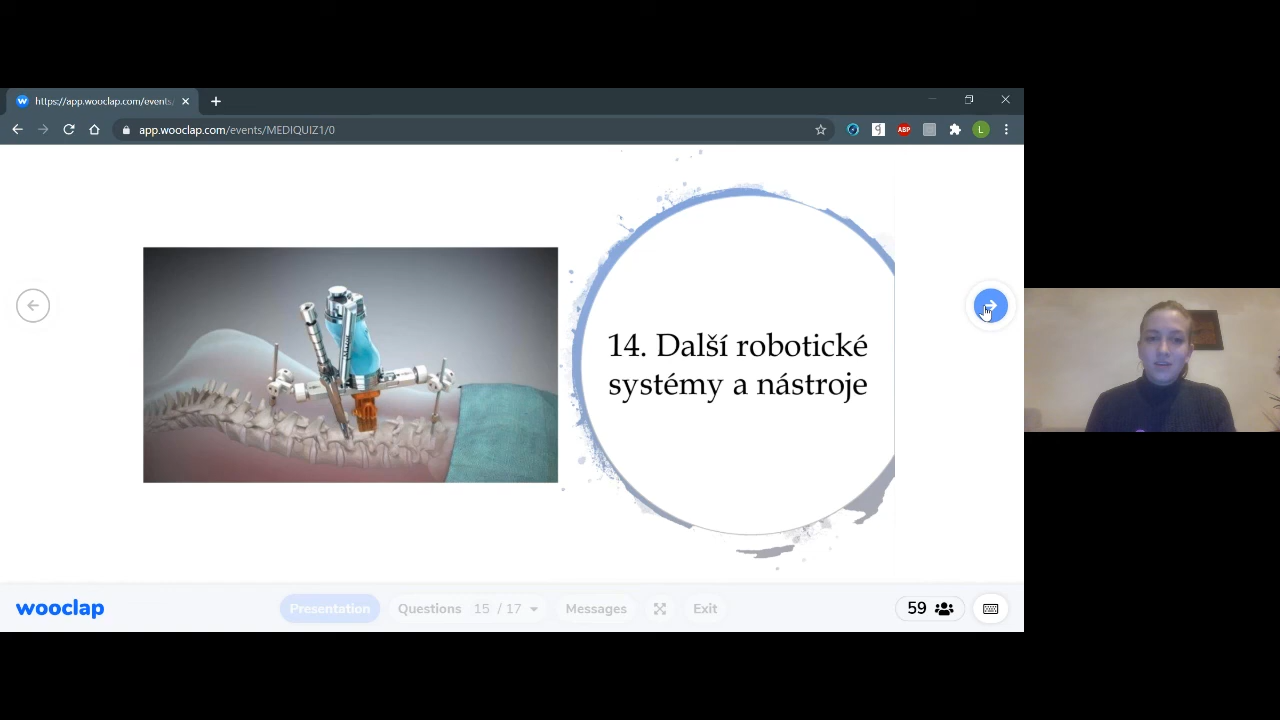 https://app.wooclap.com/events/
app.wooclap.com/events/MEDIQUIZ1/0
ABP
L
14. Další robotické
systémy a nástroje
wooclap
Presentation
Questions 15 / 17
Messages
Exit
59